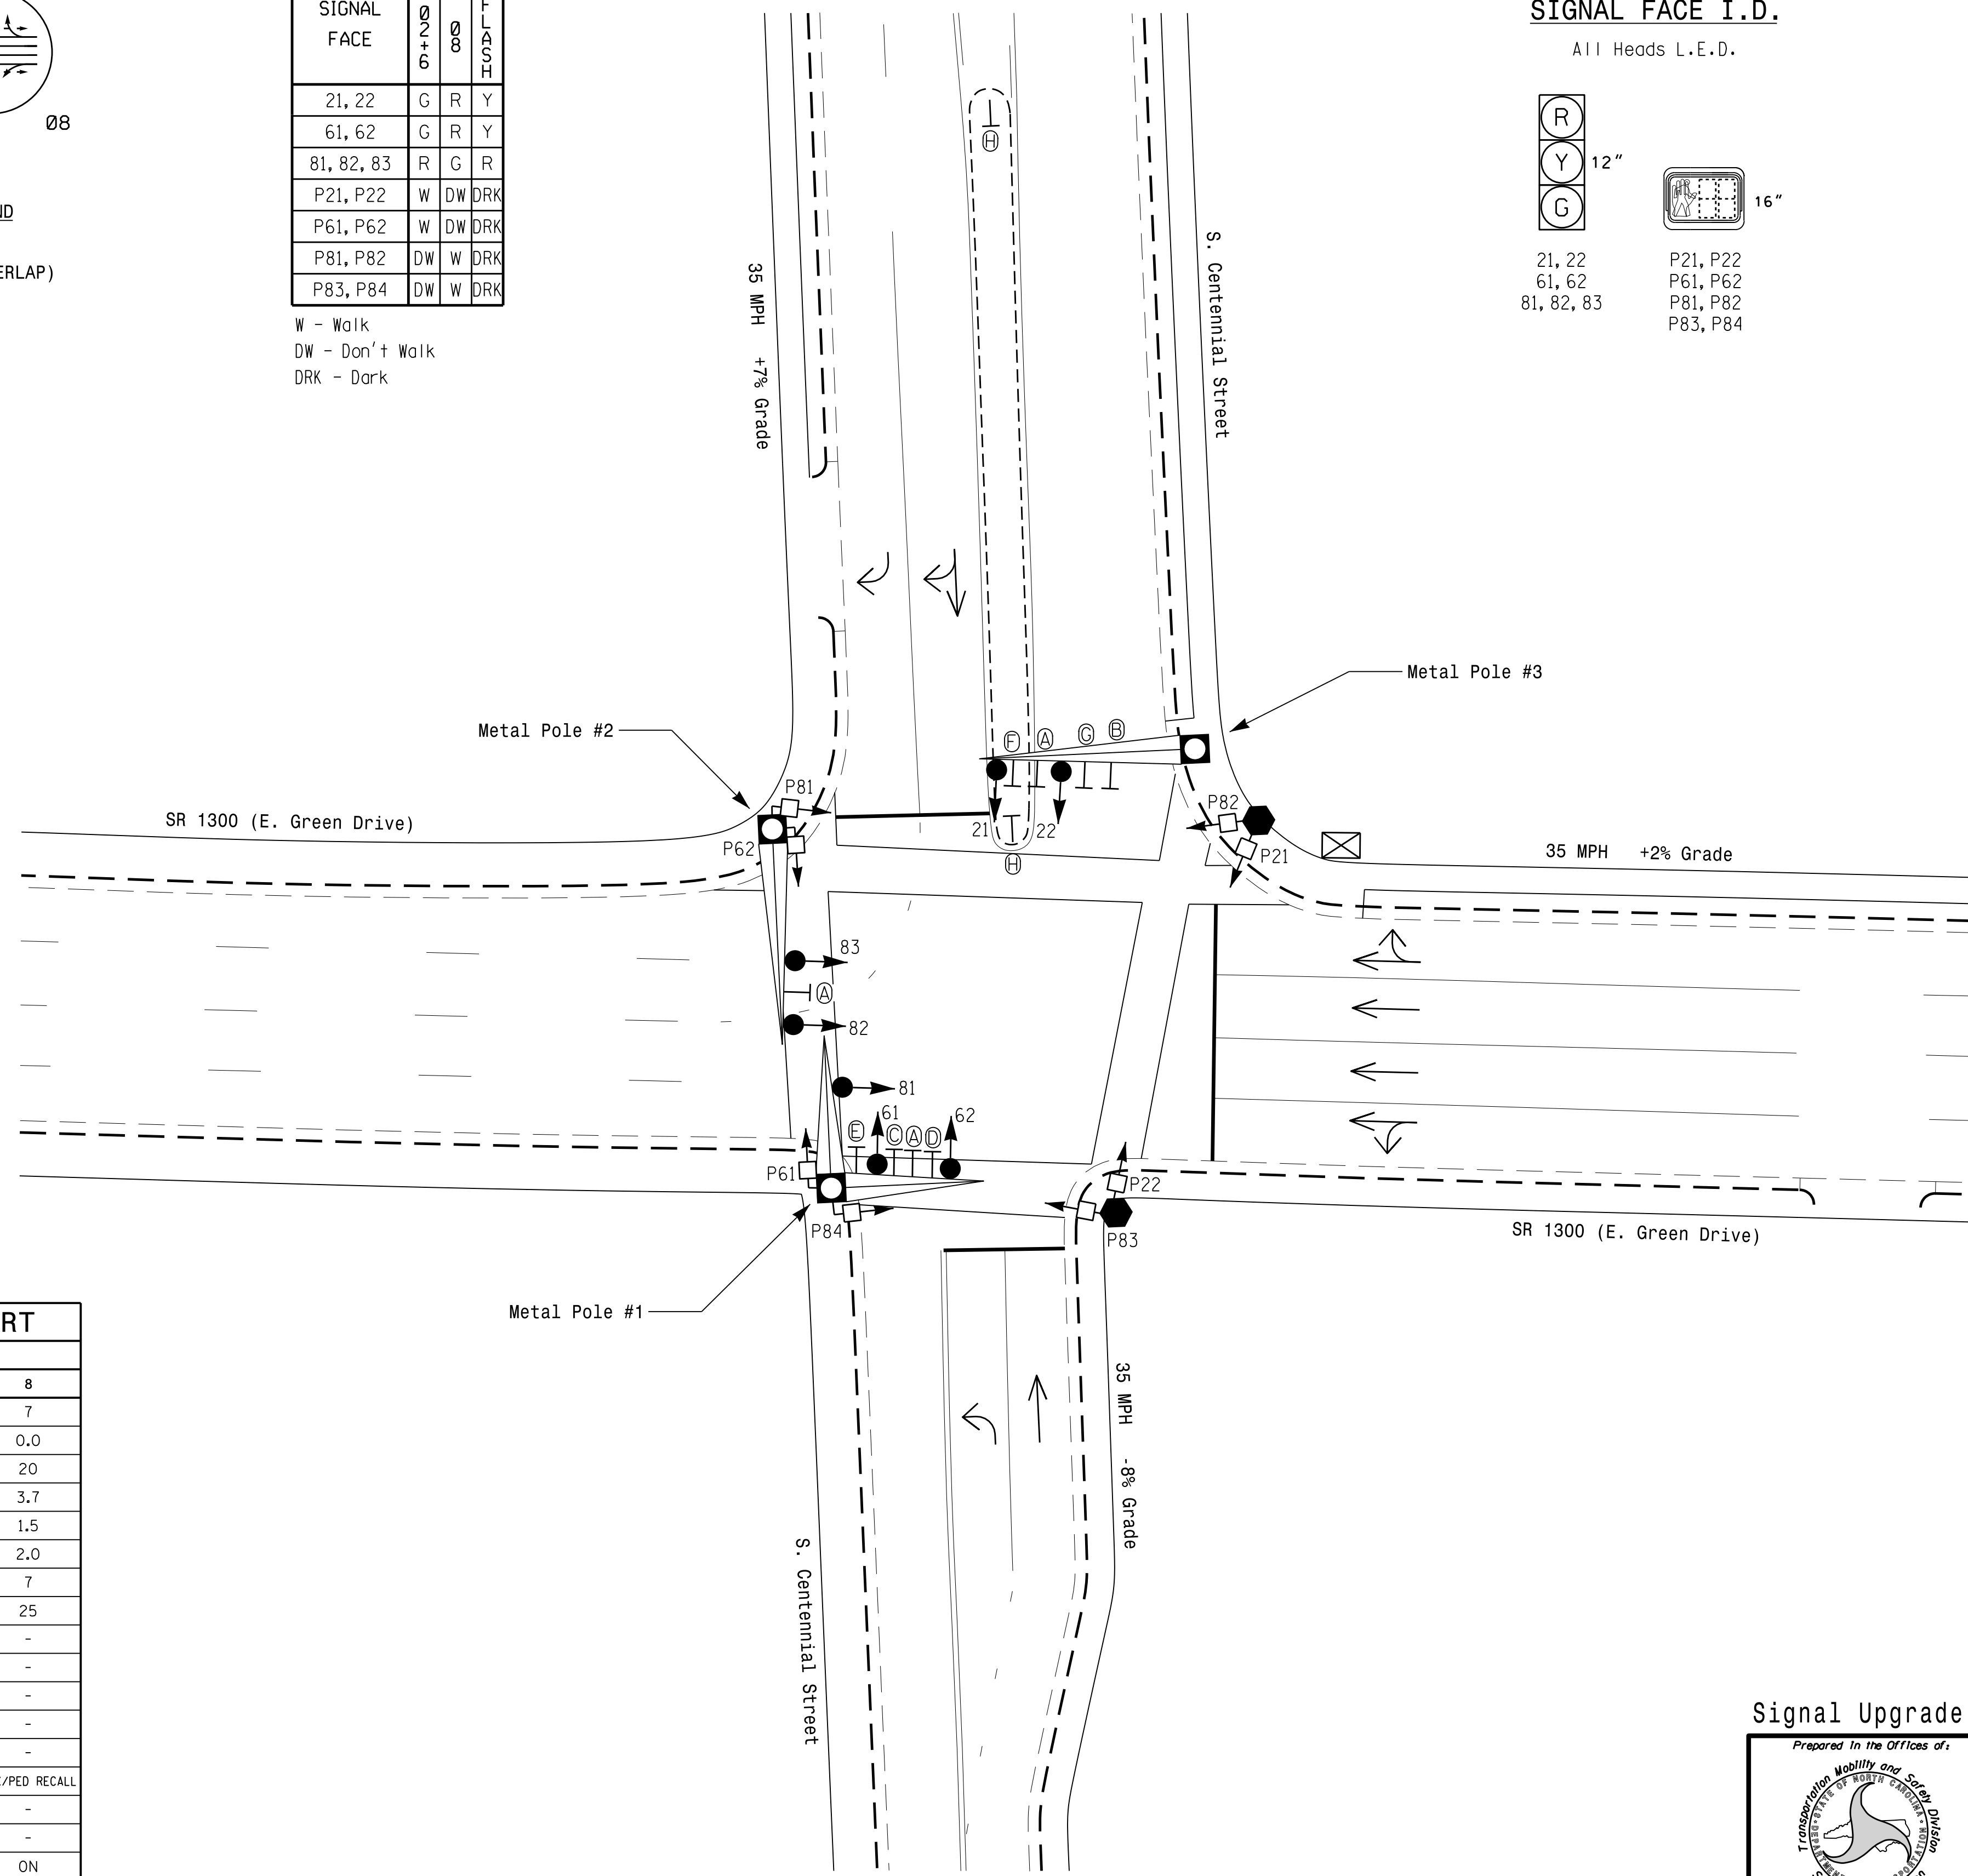 Ø8
ND
ERLAP)
SIGNAL FACE Ø2+6 Ø8 FLASH
21, 22 G R Y
61, 62 G R Y
81, 82, 83 R G R
P21, P22 W DW DRK
P61, P62 W DW DRK
P81, P82 DW W DRK
P83, P84 DW W DRK
W - Walk
DW - Don't Walk
DRK - Dark
SIGNAL FACE I.D.
All Heads L.E.D.
R
Y 12"
G
16"
21, 22
61, 62
81, 82, 83
P21, P22
P61, P62
P81, P82
P83, P84
H
35 MPH +7% Grade
S. Centennial Street
Metal Pole #3
Metal Pole #2
F A G B
P81
P82
SR 1300 (E. Green Drive)
21 22
P62
P21
35 MPH +2% Grade
H
83
A
82
81
61 62
E C A D
P61
P22
P84
P83
SR 1300 (E. Green Drive)
Metal Pole #1
35 MPH -8% Grade
S. Centennial Street
RT
8
7
0.0
20
3.7
1.5
2.0
7
25
-
-
-
-
-
/PED RECALL
-
-
ON
Signal Upgrade
Prepared in the Offices of:
Transportation Mobility and Safety Division
STATE OF NORTH CAROLINA